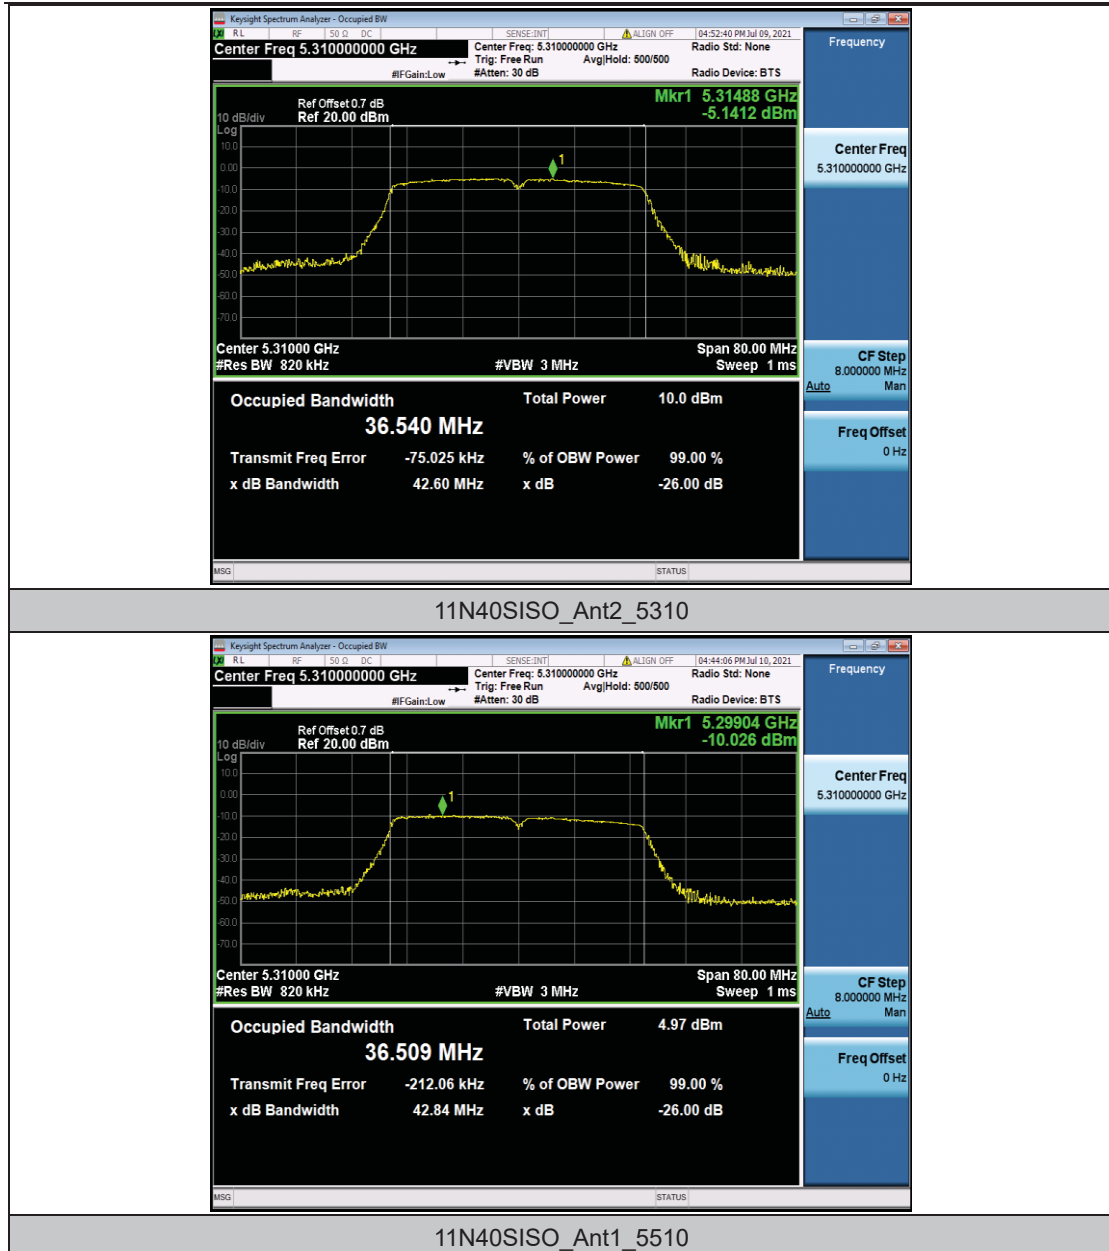 Keysight Spectrum Analyzer - Occupied BW
LXI RL RF 50 Ω DC SENSE:INT ALIGN OFF 04:52:40 PM Jul 09, 2021
Center Freq 5.310000000 GHz Center Freq: 5.310000000 GHz Radio Std: None
Trig: Free Run Avg|Hold: 500/500
#IFGain:Low #Atten: 30 dB Radio Device: BTS
Frequency
Mkr1 5.31488 GHz
-5.1412 dBm
Ref Offset 0.7 dB
10 dB/div Ref 20.00 dBm
Log
10.0
0.00
-10.0
-20.0
-30.0
-40.0
-50.0
-60.0
-70.0
1
Center Freq
5.310000000 GHz
Center 5.31000 GHz Span 80.00 MHz
#Res BW 820 kHz #VBW 3 MHz Sweep 1 ms
CF Step
8.000000 MHz
Auto Man
Occupied Bandwidth Total Power 10.0 dBm
36.540 MHz
Transmit Freq Error -75.025 kHz % of OBW Power 99.00 %
x dB Bandwidth 42.60 MHz x dB -26.00 dB
Freq Offset
0 Hz
MSG STATUS
11N40SISO_Ant2_5310
Keysight Spectrum Analyzer - Occupied BW
LXI RL RF 50 Ω DC SENSE:INT ALIGN OFF 04:44:06 PM Jul 10, 2021
Center Freq 5.310000000 GHz Center Freq: 5.310000000 GHz Radio Std: None
Trig: Free Run Avg|Hold: 500/500
#IFGain:Low #Atten: 30 dB Radio Device: BTS
Frequency
Mkr1 5.29904 GHz
-10.026 dBm
Ref Offset 0.7 dB
10 dB/div Ref 20.00 dBm
Log
10.0
0.00
-10.0
-20.0
-30.0
-40.0
-50.0
-60.0
-70.0
1
Center Freq
5.310000000 GHz
Center 5.31000 GHz Span 80.00 MHz
#Res BW 820 kHz #VBW 3 MHz Sweep 1 ms
CF Step
8.000000 MHz
Auto Man
Occupied Bandwidth Total Power 4.97 dBm
36.509 MHz
Transmit Freq Error -212.06 kHz % of OBW Power 99.00 %
x dB Bandwidth 42.84 MHz x dB -26.00 dB
Freq Offset
0 Hz
MSG STATUS
11N40SISO_Ant1_5510